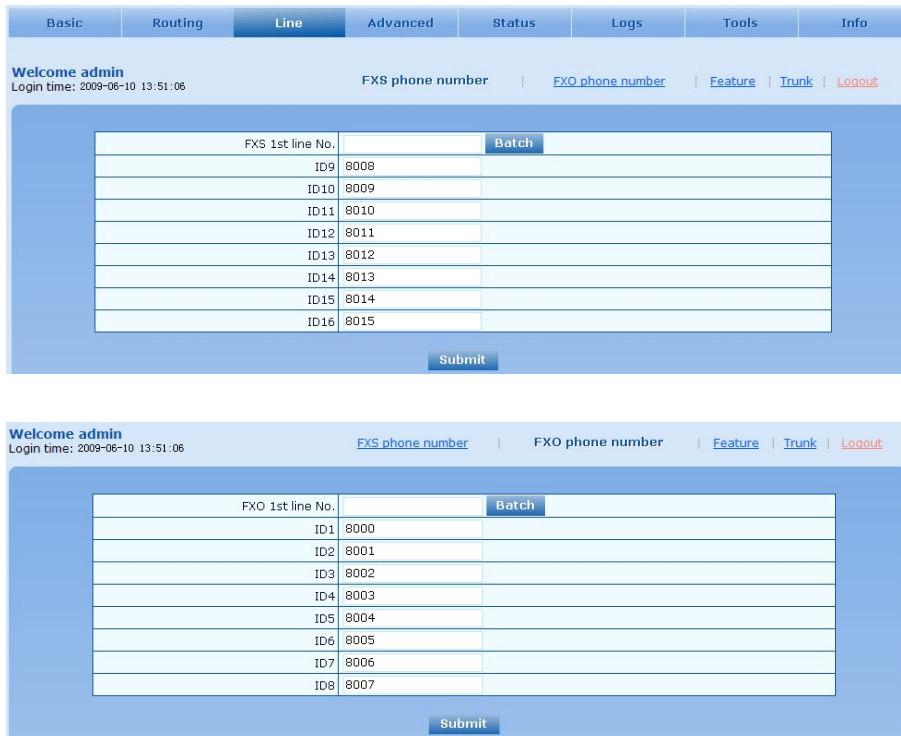 Basic Routing Line Advanced Status Logs Tools Info
Welcome admin
Login time: 2009-06-10 13:51:06
FXS phone number | FXO phone number | Feature | Trunk | Logout
FXS 1st line No. Batch
ID9 8008
ID10 8009
ID11 8010
ID12 8011
ID13 8012
ID14 8013
ID15 8014
ID16 8015
Submit
Welcome admin
Login time: 2009-06-10 13:51:06
FXS phone number | FXO phone number | Feature | Trunk | Logout
FXO 1st line No. Batch
ID1 8000
ID2 8001
ID3 8002
ID4 8003
ID5 8004
ID6 8005
ID7 8006
ID8 8007
Submit